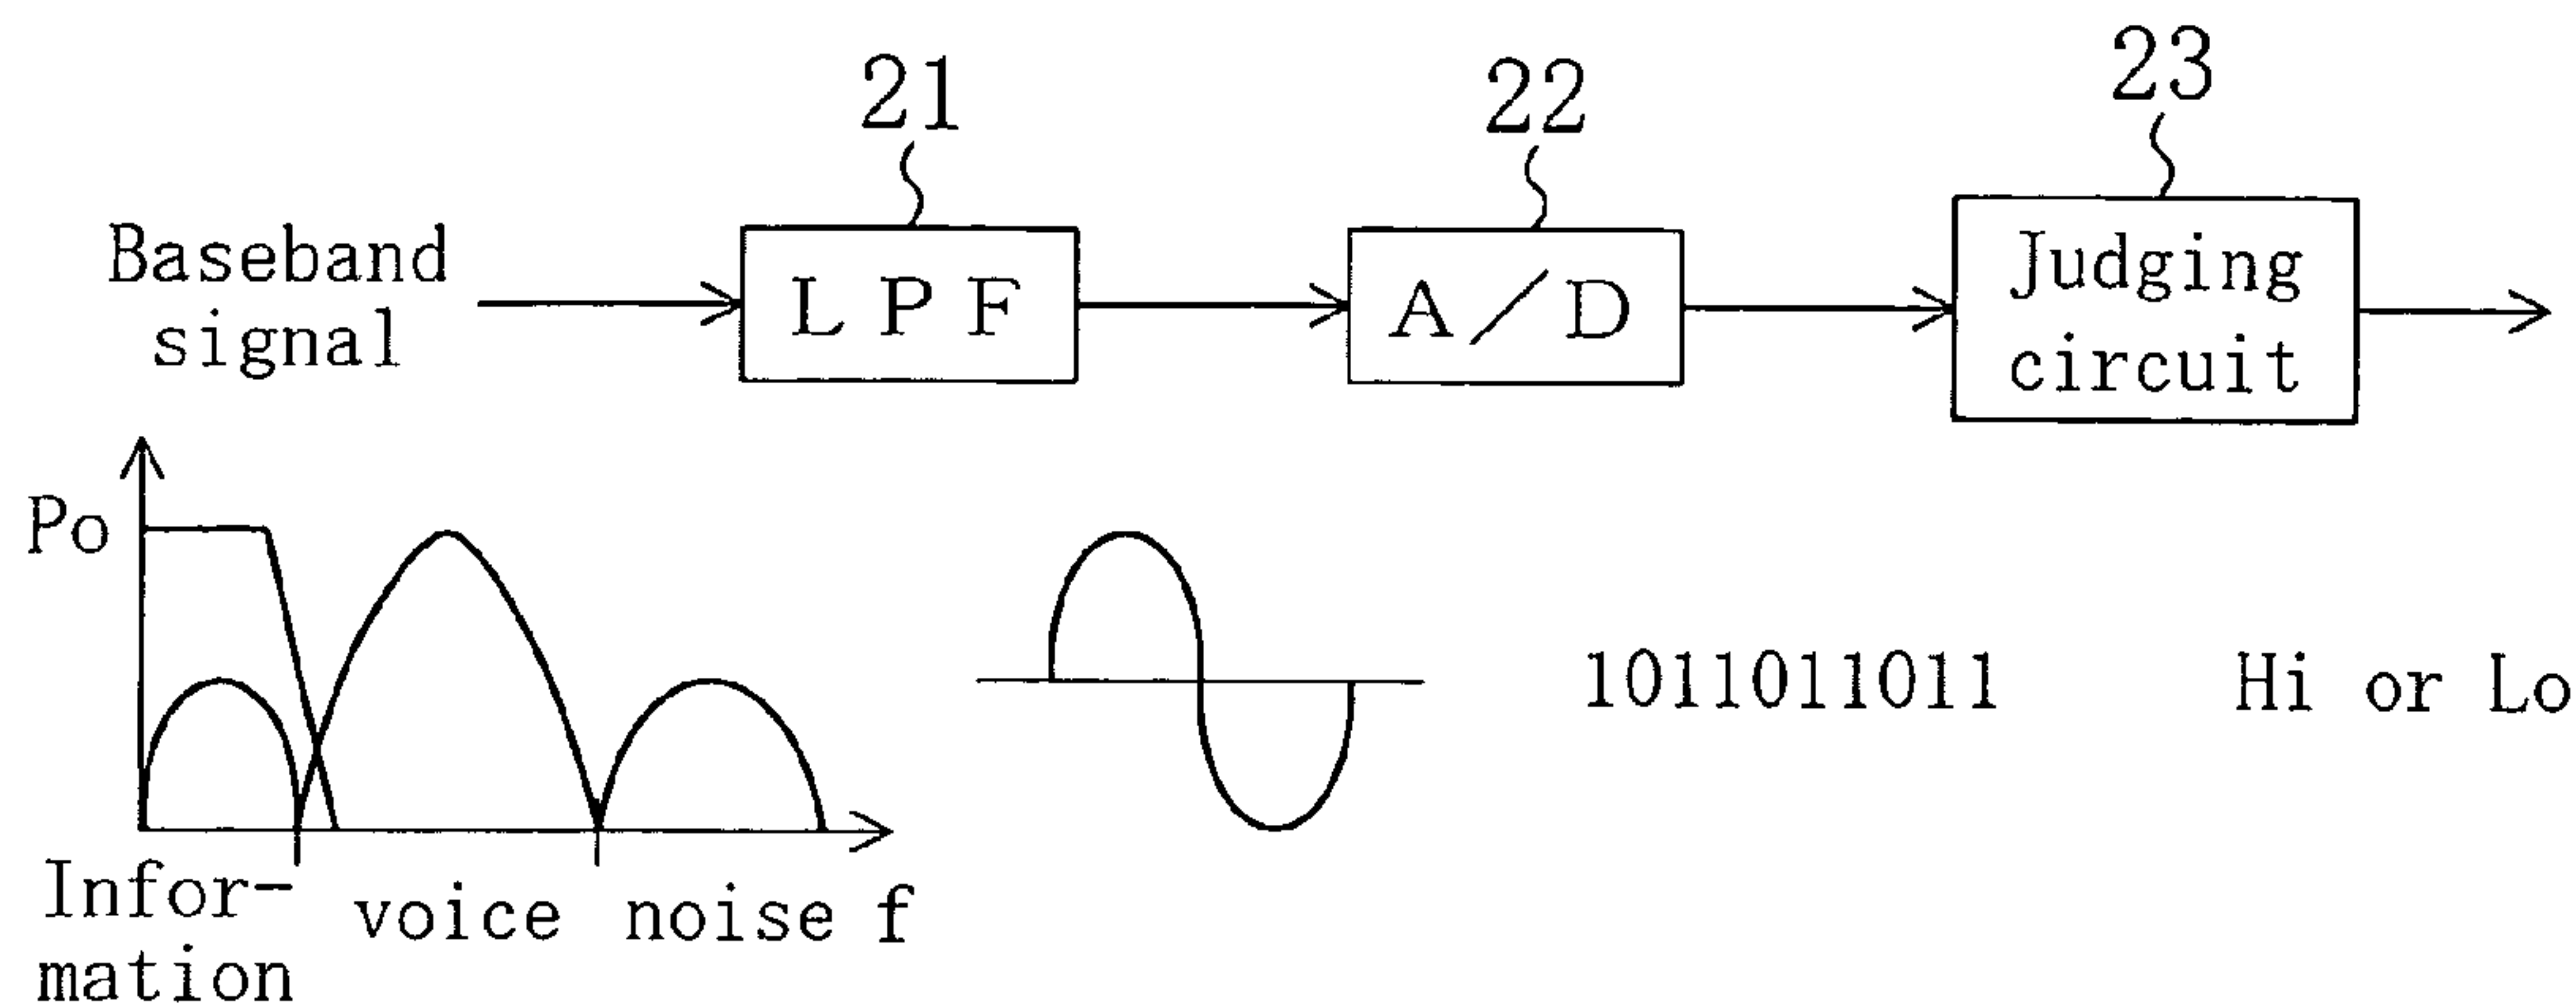 21
22
23
Baseband
signal
L P F
A／D
Judging
circuit
Po
1011011011
Hi or Lo
Infor-
mation
voice
noise
f